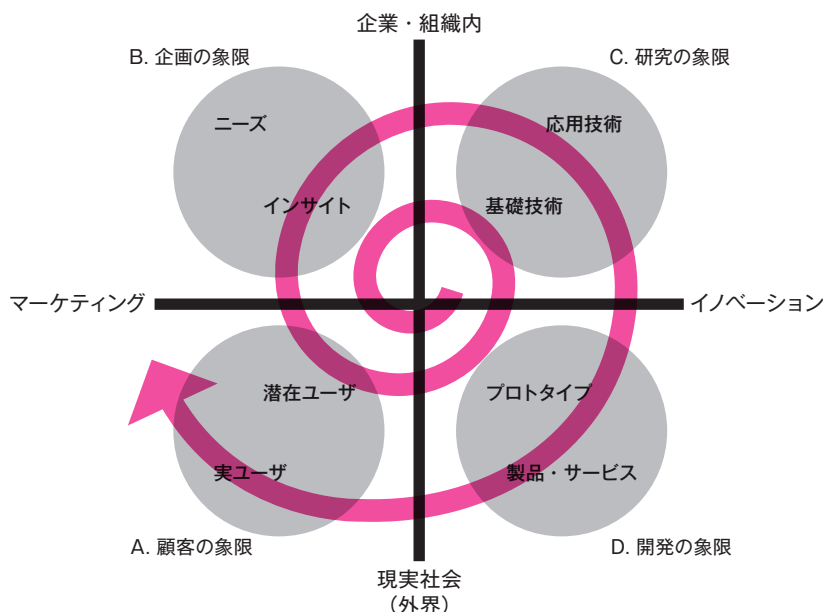 企業・組織内
B. 企画の象限
C. 研究の象限
ニーズ
応用技術
インサイト
基礎技術
マーケティング
イノベーション
潜在ユーザ
プロトタイプ
実ユーザ
製品・サービス
A. 顧客の象限
D. 開発の象限
現実社会
（外界）